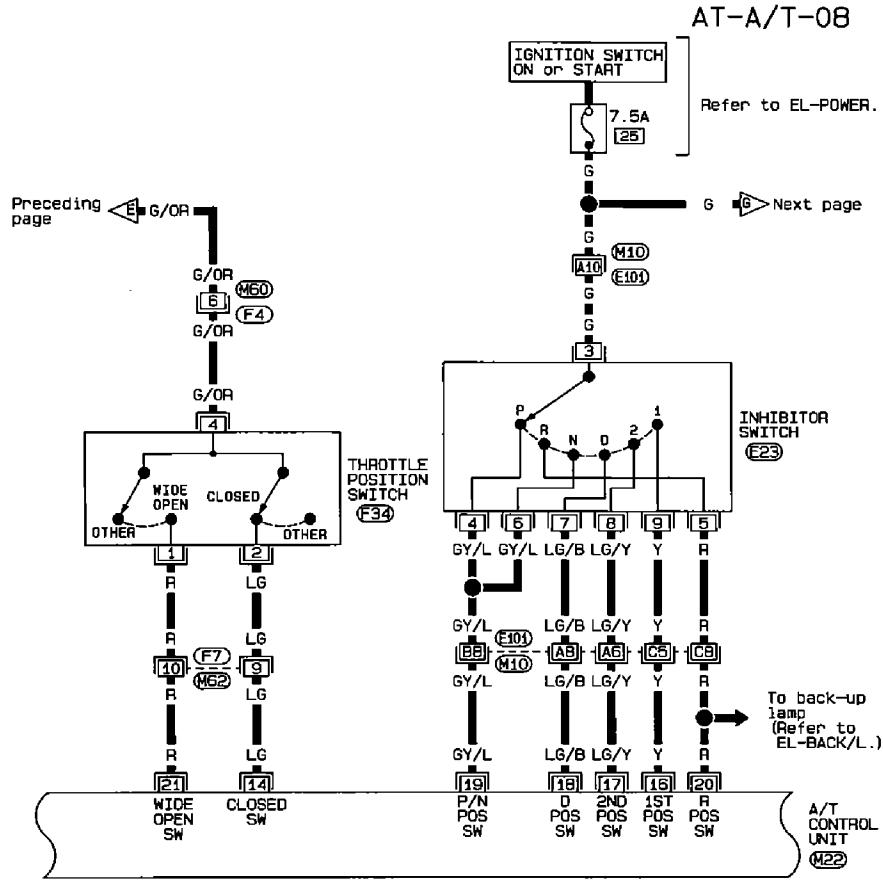 AT-A/T-08
IGNITION SWITCH
ON or START
7.5A
25
Refer to EL-POWER.
G
Preceding
page
E
G/OR
G
G
Next page
G
A10
M10
E101
G
G
G/OR
6
M60
F4
G/OR
G/OR
4
3
P
R
N
D
2
1
INHIBITOR
SWITCH
E23
WIDE
OPEN
CLOSED
OTHER
OTHER
THROTTLE
POSITION
SWITCH
F34
4
6
7
8
9
5
GY/L
GY/L
LG/B
LG/Y
Y
R
1
2
R
LG
GY/L
LG/B
LG/Y
Y
R
R
LG
10
F7
M62
9
B8
E101
M10
A8
A6
C5
C8
R
LG
GY/L
LG/B
LG/Y
Y
R
To back-up
lamp
(Refer to
EL-BACK/L.)
R
LG
GY/L
LG/B
LG/Y
Y
R
21
14
19
18
17
16
20
WIDE
OPEN
SW
CLOSED
SW
P/N
POS
SW
D
POS
SW
2ND
POS
SW
1ST
POS
SW
R
POS
SW
A/T
CONTROL
UNIT
M22